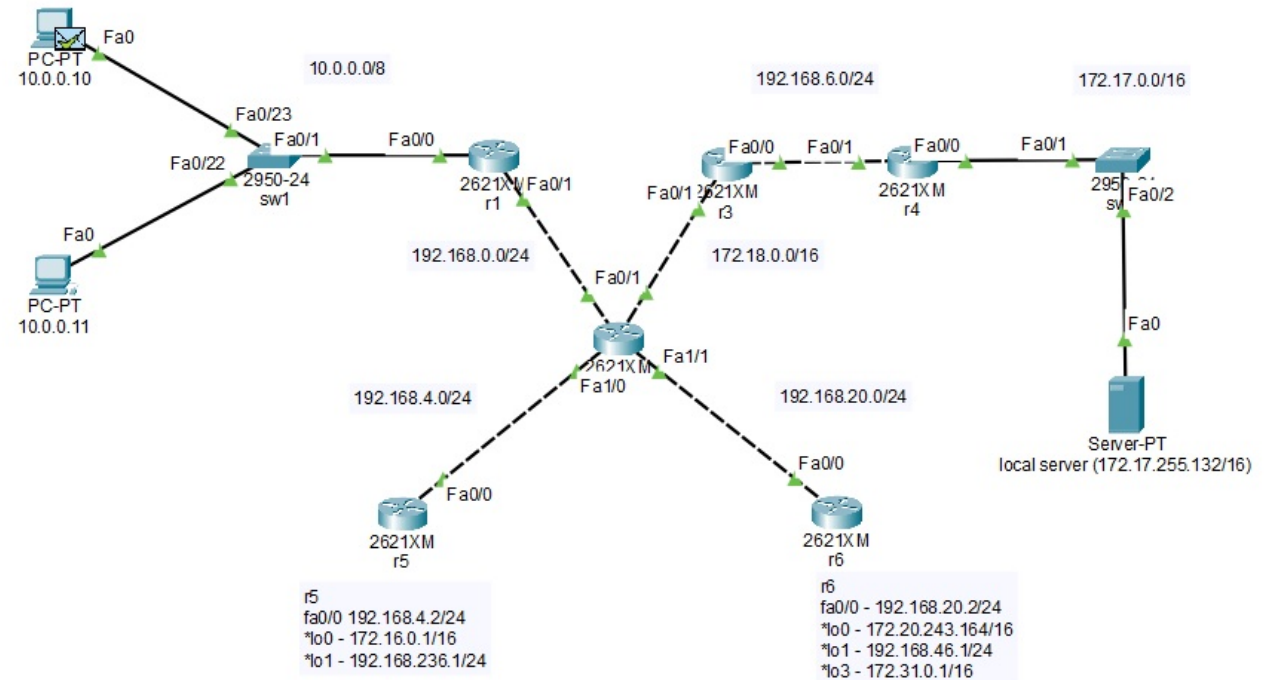 Fa0
PC-PT
10.0.0.10
10.0.0.0/8
192.168.6.0/24
172.17.0.0/16
Fa0/23
Fa0/1
Fa0/0
Fa0/22
2950-24
sw1
2621XM
r1
Fa0/1
Fa0/0
Fa0/1
2621XM
r3
Fa0/1
Fa0/0
2621XM
r4
Fa0/1
Fa0/2
Fa0
PC-PT
10.0.0.11
192.168.0.0/24
172.18.0.0/16
Fa0/1
2621XM
Fa1/0
Fa1/1
Fa0
192.168.4.0/24
192.168.20.0/24
Server-PT
local server (172.17.255.132/16)
Fa0/0
2621XM
r5
Fa0/0
2621XM
r6
r5
fa0/0 192.168.4.2/24
*lo0 - 172.16.0.1/16
*lo1 - 192.168.236.1/24
r6
fa0/0 - 192.168.20.2/24
*lo0 - 172.20.243.164/16
*lo1 - 192.168.46.1/24
*lo3 - 172.31.0.1/16